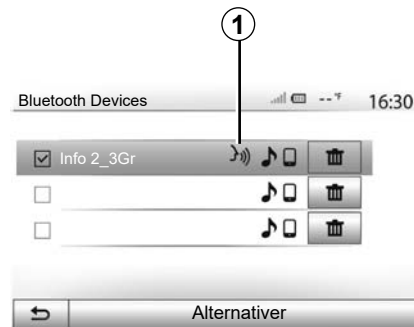 1
Bluetooth Devices --°F 16:30
Info 2_3Gr
Alternativer